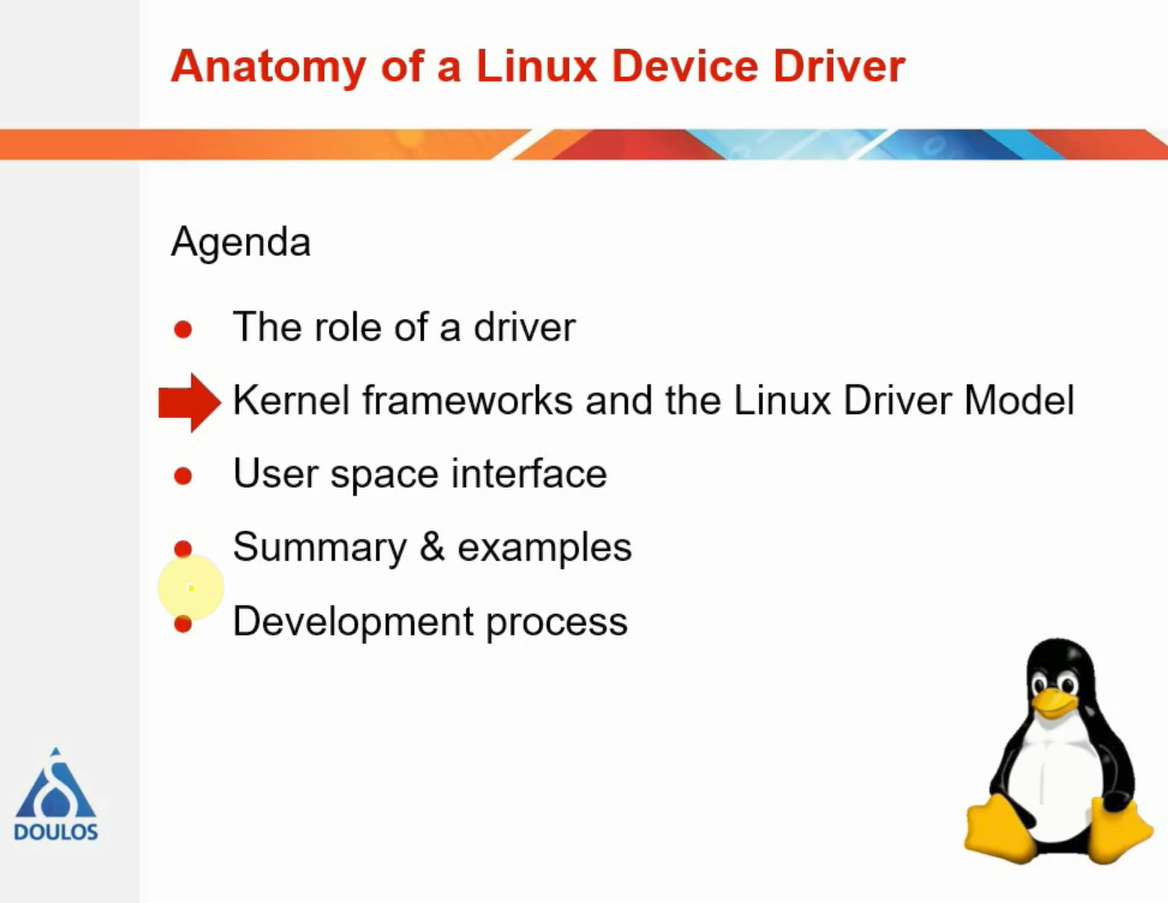 Anatomy of a Linux Device Driver
Agenda
The role of a driver
Kernel frameworks and the Linux Driver Model
User space interface
Summary & examples
Development process
DOULOS